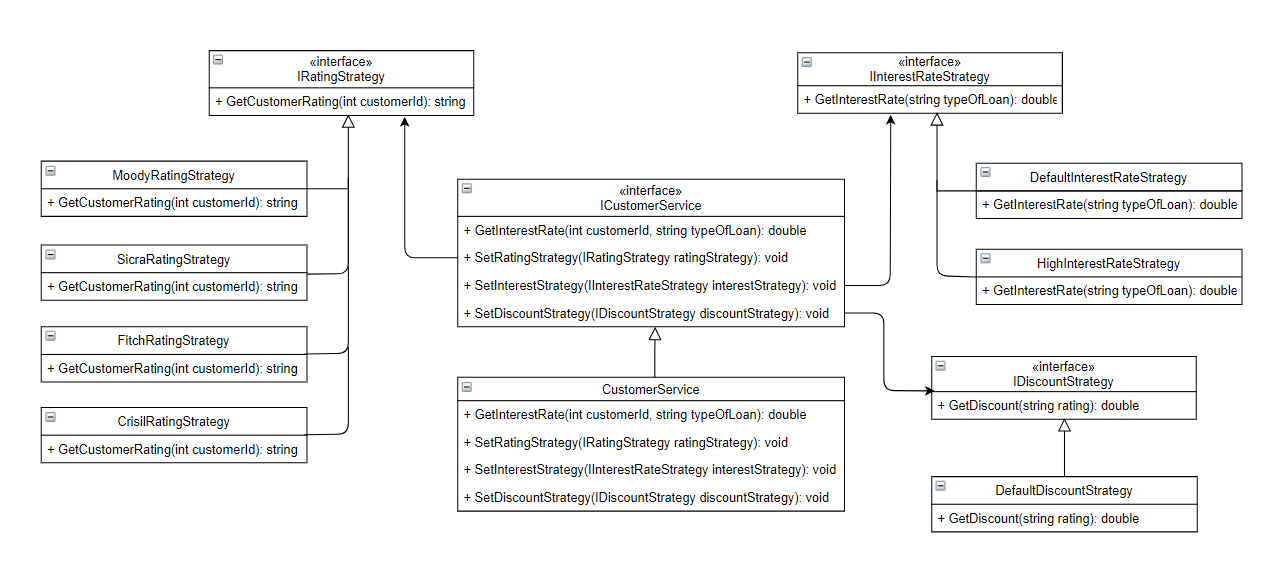 «interface»
IRatingStrategy
+ GetCustomerRating(int customerId): string
«interface»
IInterestRateStrategy
+ GetInterestRate(string typeOfLoan): double
MoodyRatingStrategy
+ GetCustomerRating(int customerId): string
SicraRatingStrategy
+ GetCustomerRating(int customerId): string
FitchRatingStrategy
+ GetCustomerRating(int customerId): string
CrisilRatingStrategy
+ GetCustomerRating(int customerId): string
«interface»
ICustomerService
+ GetInterestRate(int customerId, string typeOfLoan): double
+ SetRatingStrategy(IRatingStrategy ratingStrategy): void
+ SetInterestStrategy(IInterestRateStrategy interestStrategy): void
+ SetDiscountStrategy(IDiscountStrategy discountStrategy): void
CustomerService
+ GetInterestRate(int customerId, string typeOfLoan): double
+ SetRatingStrategy(IRatingStrategy ratingStrategy): void
+ SetInterestStrategy(IInterestRateStrategy interestStrategy): void
+ SetDiscountStrategy(IDiscountStrategy discountStrategy): void
DefaultInterestRateStrategy
+ GetInterestRate(string typeOfLoan): double
HighInterestRateStrategy
+ GetInterestRate(string typeOfLoan): double
«interface»
IDiscountStrategy
+ GetDiscount(string rating): double
DefaultDiscountStrategy
+ GetDiscount(string rating): double